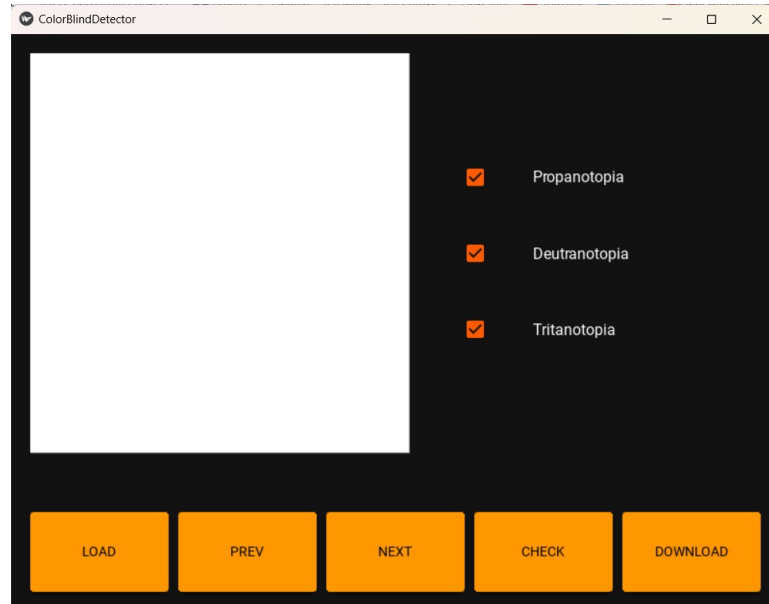 ColorBlindDetector
Propanotopia
Deutranotopia
Tritanotopia
LOAD PREV NEXT CHECK DOWNLOAD